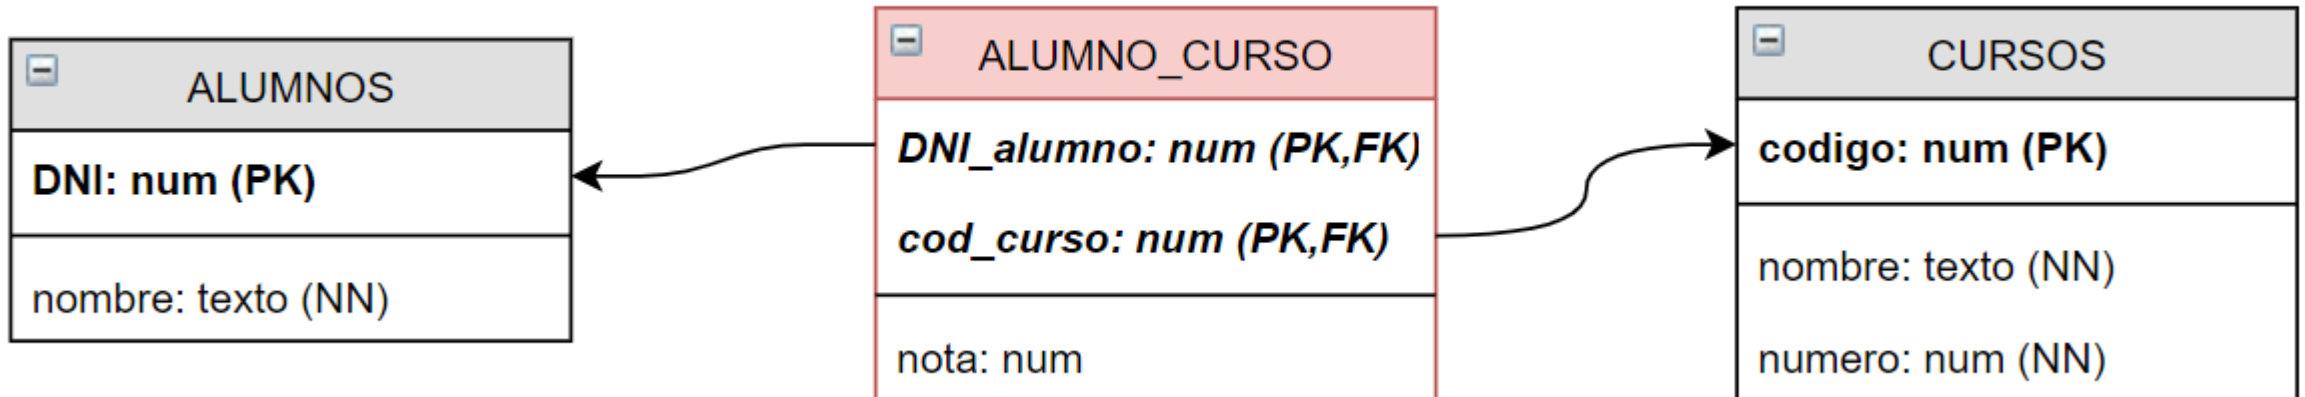 ALUMNOS
DNI: num (PK)
nombre: texto (NN)
ALUMNO_CURSO
DNI_alumno: num (PK,FK)
cod_curso: num (PK,FK)
nota: num
CURSOS
codigo: num (PK)
nombre: texto (NN)
numero: num (NN)